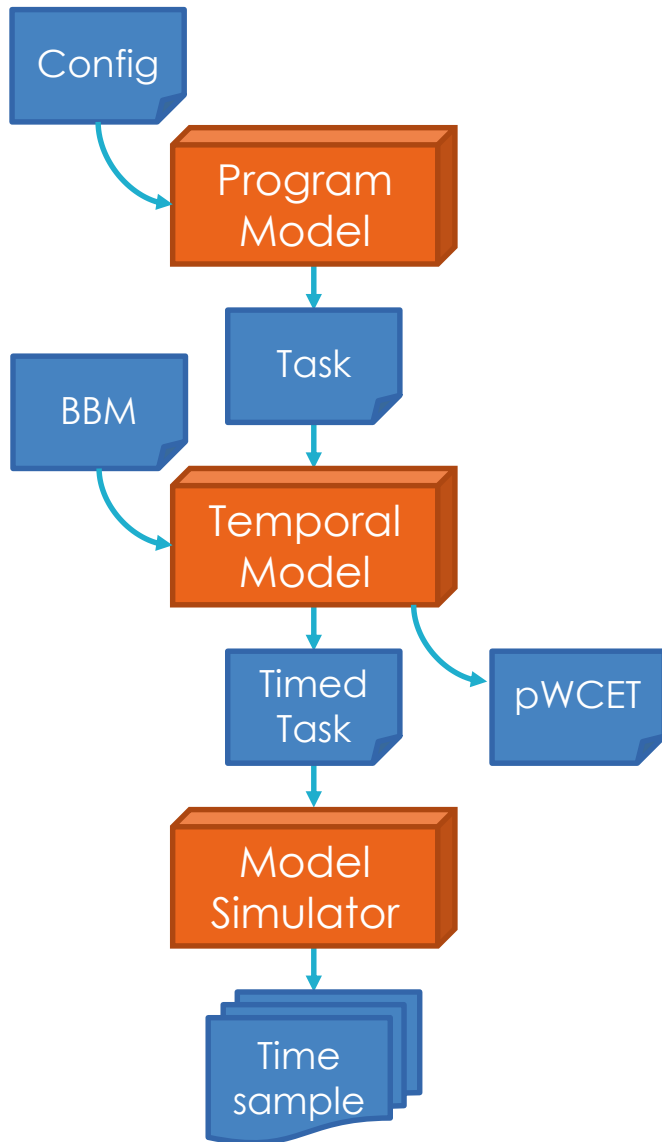 Config
Program
Model
Task
BBM
Temporal
Model
Timed
Task
pWCET
Model
Simulator
Time
sample